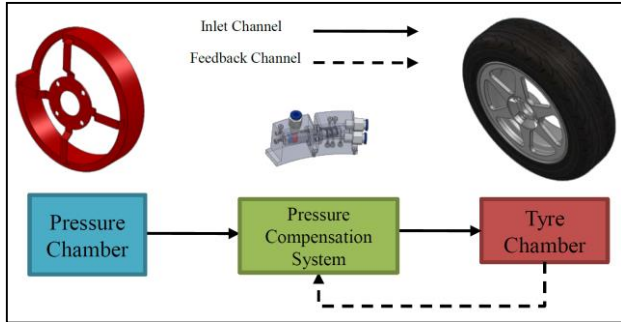 Inlet Channel
Feedback Channel
Pressure
Chamber
Pressure
Compensation
System
Tyre
Chamber